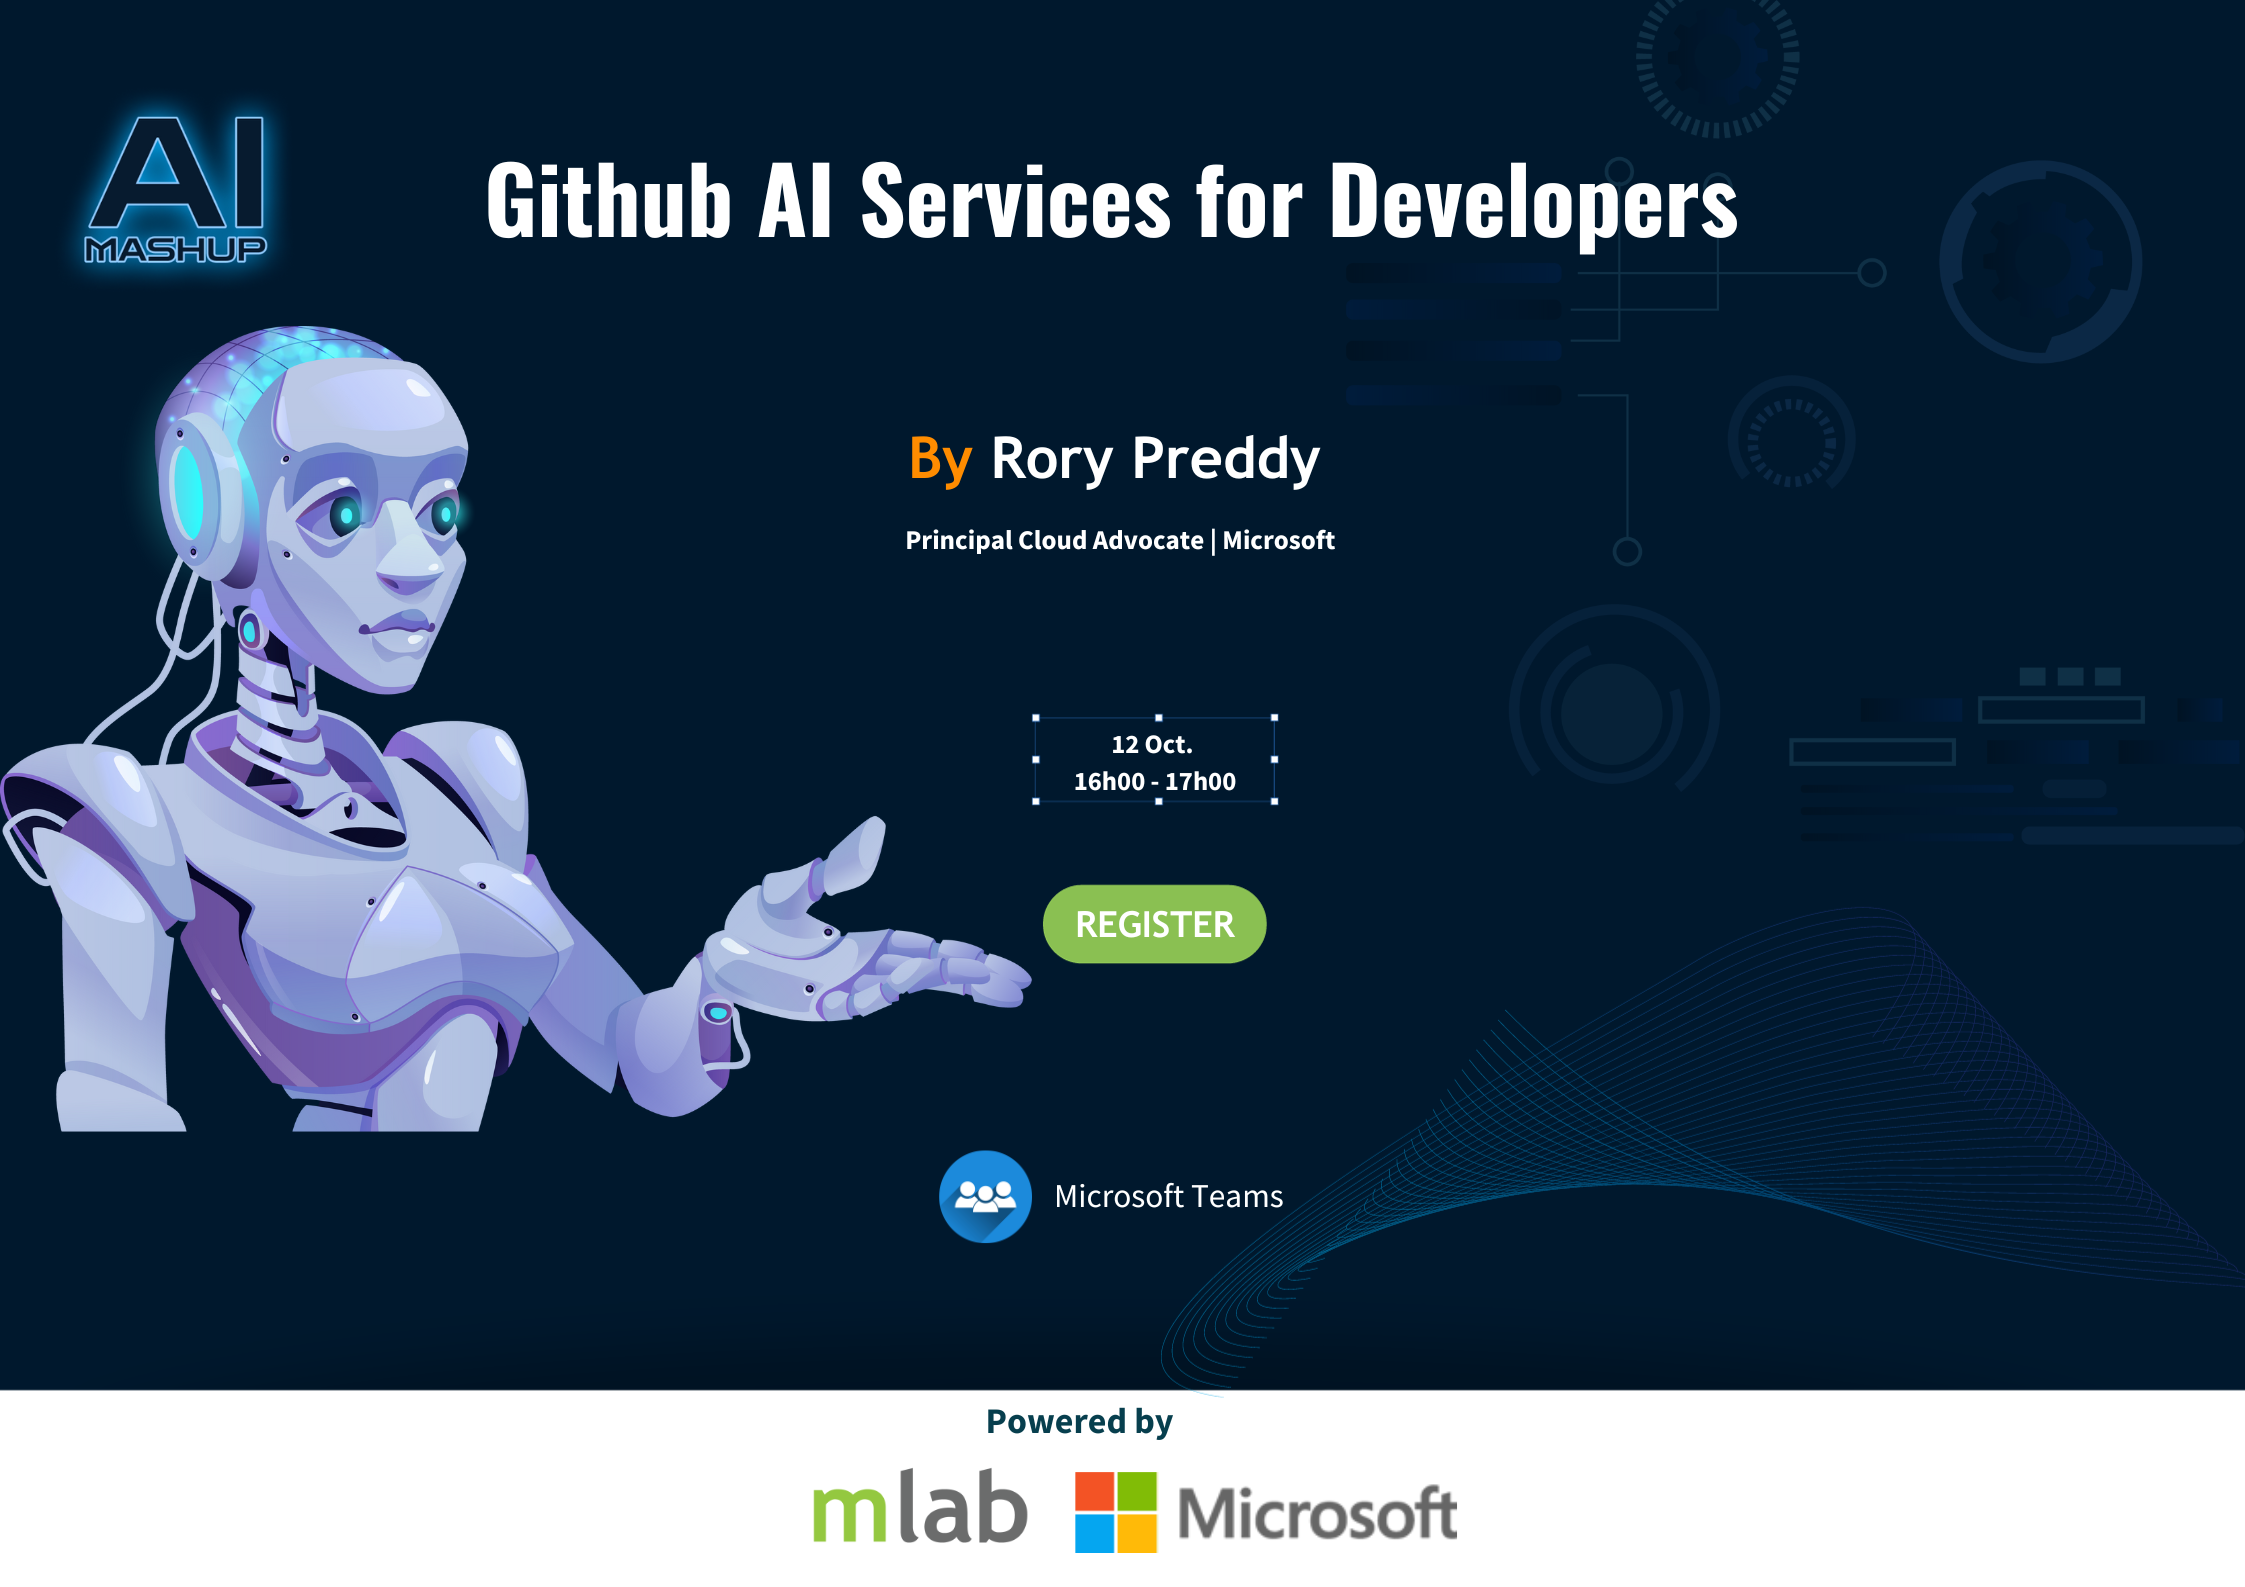 AI
MASHUP
Github AI Services for Developers
By Rory Preddy
Principal Cloud Advocate | Microsoft
12 Oct.
16h00 - 17h00
REGISTER
Microsoft Teams
Powered by
mlab
Microsoft